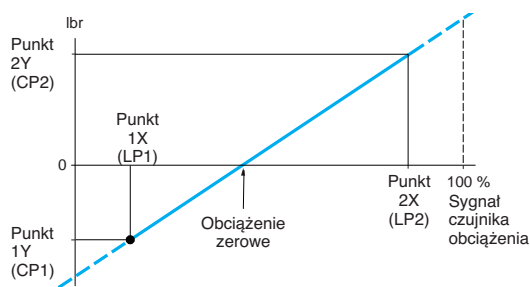 Ibr
Punkt
2Y
(CP2)
Punkt
1X
(LP1)
0
Punkt
1Y
(CP1)
Obciążenie
zerowe
Punkt
2X
(LP2)
100 %
Sygnał
czujnika
obciążenia